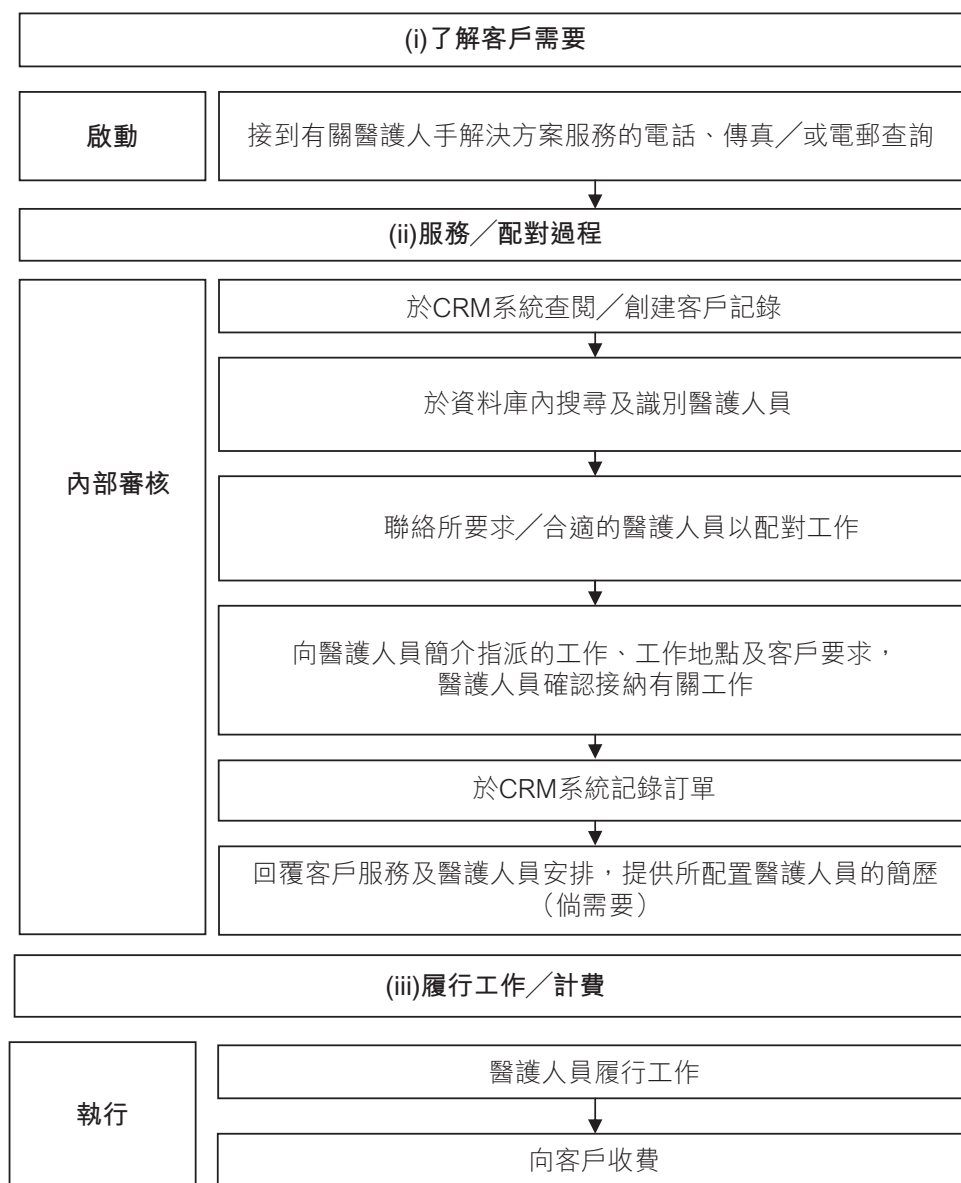 (i)了解客戶需要
啟動
接到有關醫護人手解決方案服務的電話、傳真╱或電郵查詢
(ii)服務╱配對過程
內部審核
於CRM系統查閱╱創建客戶記錄
於資料庫內搜尋及識別醫護人員
聯絡所要求╱合適的醫護人員以配對工作
向醫護人員簡介指派的工作、工作地點及客戶要求，
醫護人員確認接納有關工作
於CRM系統記錄訂單
回覆客戶服務及醫護人員安排，提供所配置醫護人員的簡歷
（倘需要）
(iii)履行工作╱計費
執行
醫護人員履行工作
向客戶收費